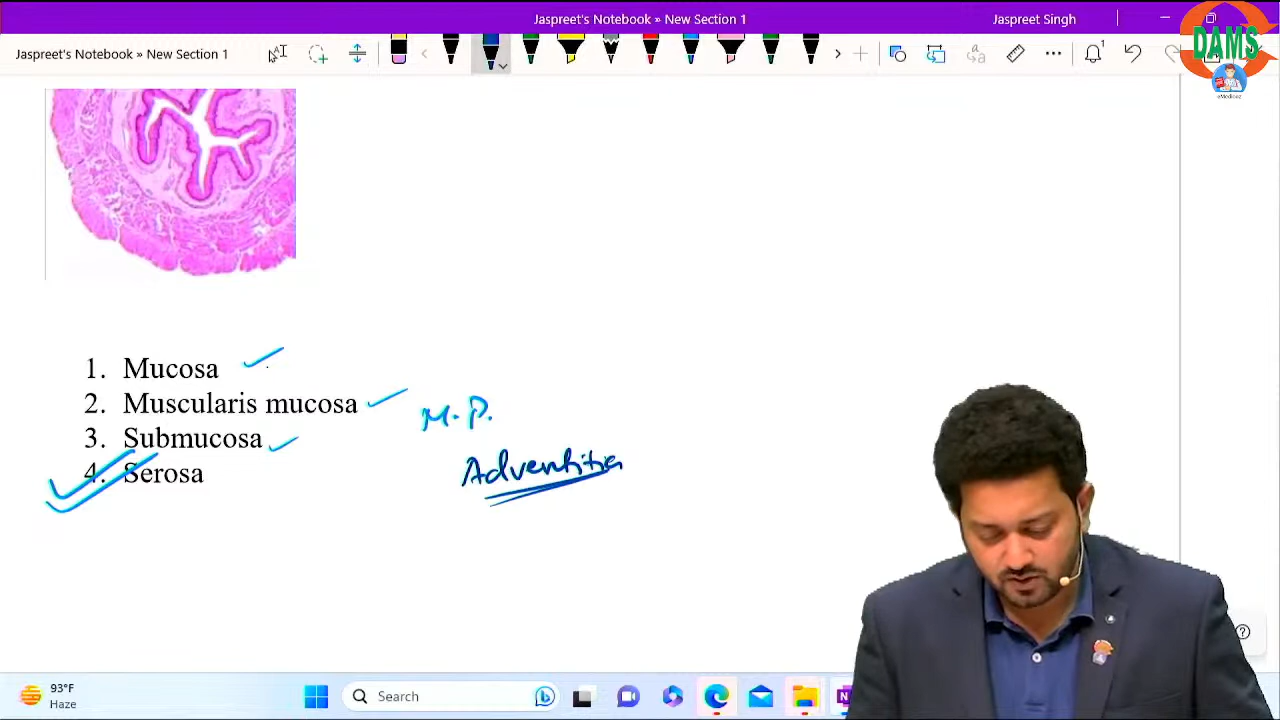 Jaspreet's Notebook » New Section 1
Jaspreet Singh
Jaspreet's Notebook » New Section 1
DAMS
eMedicoz
1. Mucosa
2. Muscularis mucosa
M.P.
3. Submucosa
Adventitia
4. Serosa
93°F
Haze
Search